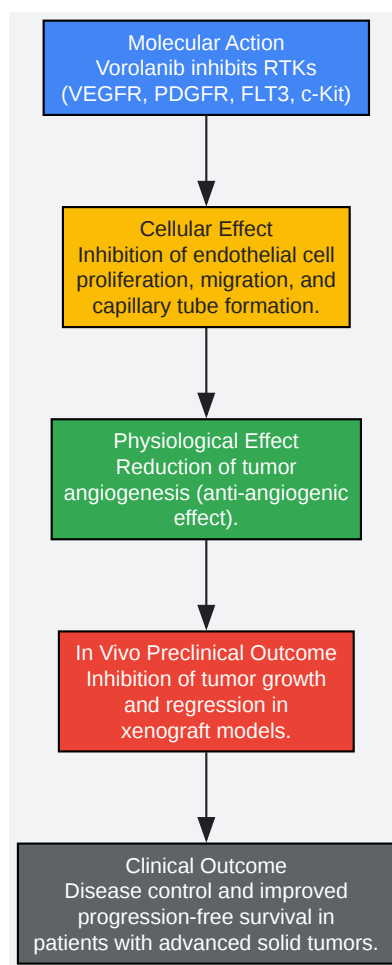 Molecular Action
Vorolanib inhibits RTKs
(VEGFR, PDGFR, FLT3, c-Kit)
Cellular Effect
Inhibition of endothelial cell
proliferation, migration, and
capillary tube formation.
Physiological Effect
Reduction of tumor
angiogenesis (anti-angiogenic
effect).
In Vivo Preclinical Outcome
Inhibition of tumor growth
and regression in
xenograft models.
Clinical Outcome
Disease control and improved
progression-free survival in
patients with advanced solid tumors.